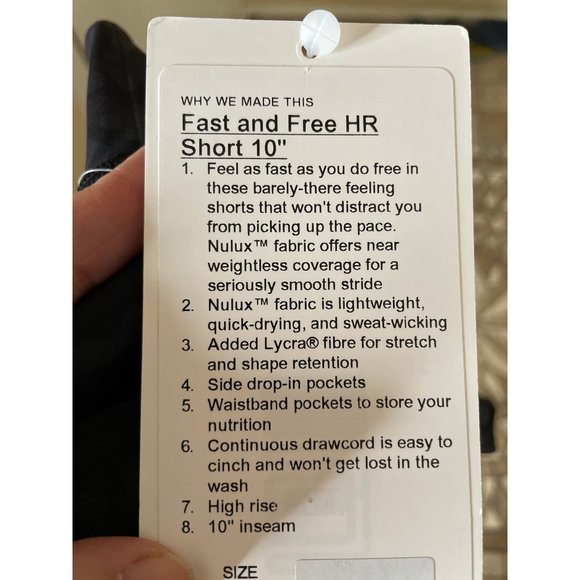 WHY WE MADE THIS
Fast and Free HR
Short 10"
1. Feel as fast as you do free in
these barely-there feeling
shorts that won't distract you
from picking up the pace.
Nulux™ fabric offers near
weightless coverage for a
seriously smooth stride
2. Nulux™ fabric is lightweight,
quick-drying, and sweat-wicking
3. Added Lycra® fibre for stretch
and shape retention
4. Side drop-in pockets
5. Waistband pockets to store your
nutrition
6. Continuous drawcord is easy to
cinch and won't get lost in the
wash
7. High rise
8. 10" inseam
SIZE